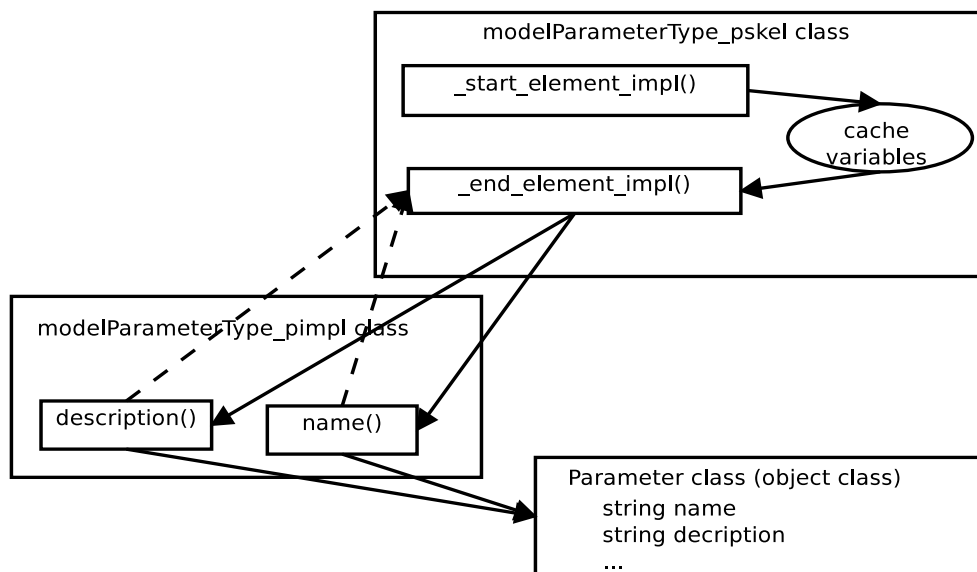 modelParameterType_pskel class
_start_element_impl()
cache
variables
_end_element_impl()
modelParameterType_pimpl class
description()
name()
Parameter class (object class)
string name
string decription
...